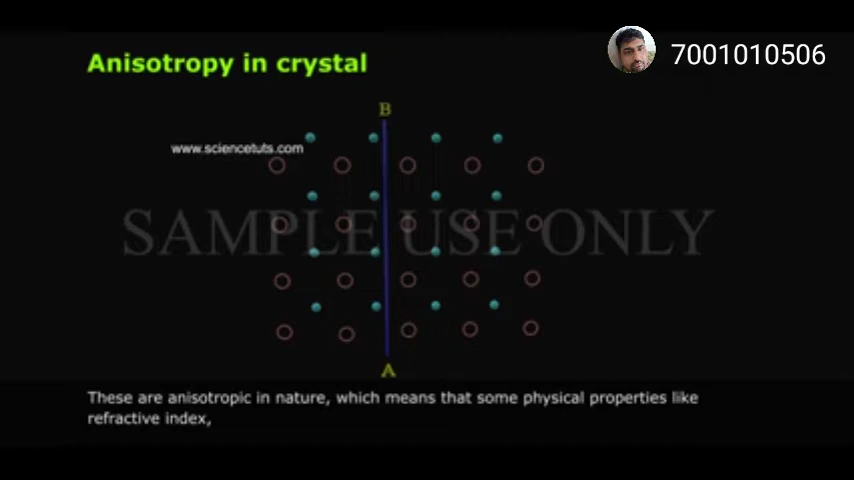 Anisotropy in crystal
7001010506
B
www.sciencetuts.com
SAMPLE USE ONLY
A
These are anisotropic in nature, which means that some physical properties like
refractive index,